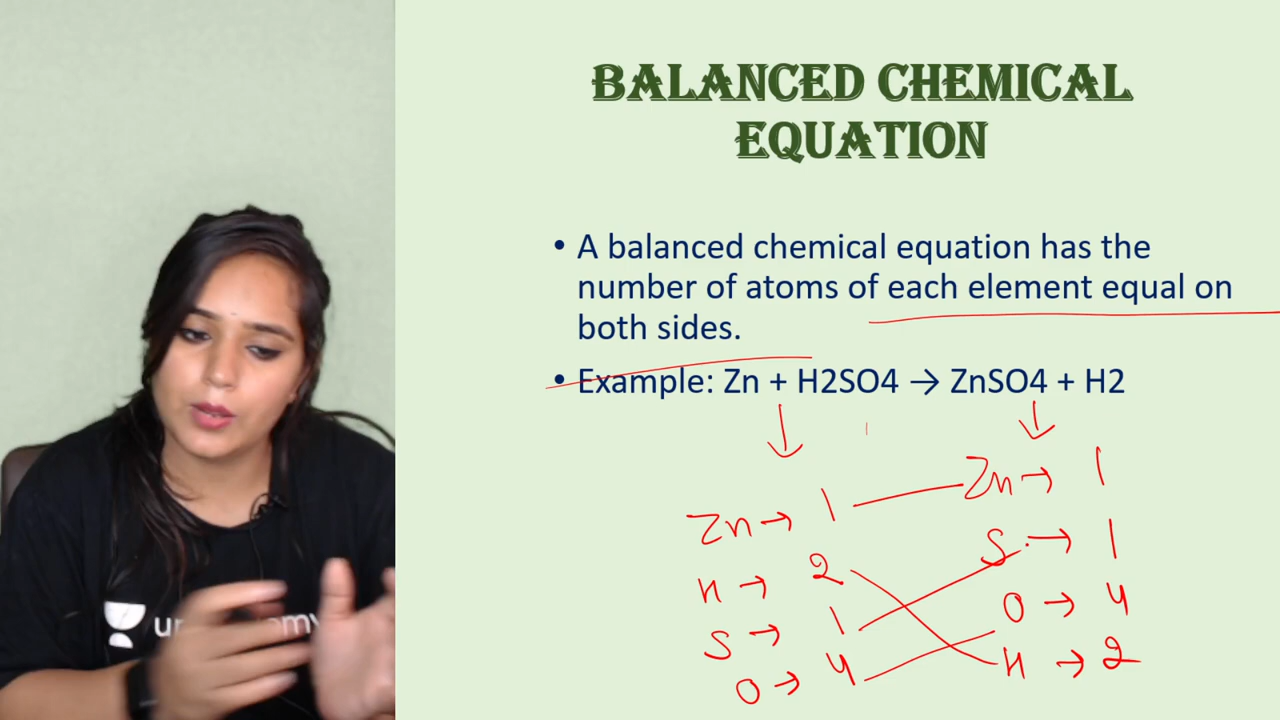 BALANCED CHEMICAL
EQUATION
• A balanced chemical equation has the
number of atoms of each element equal on
both sides.
• Example: Zn + H2SO4 → ZnSO4 + H2
Zn → 1
H → 2
S → 1
O → 4
Zn → 1
S → 1
O → 4
H → 2